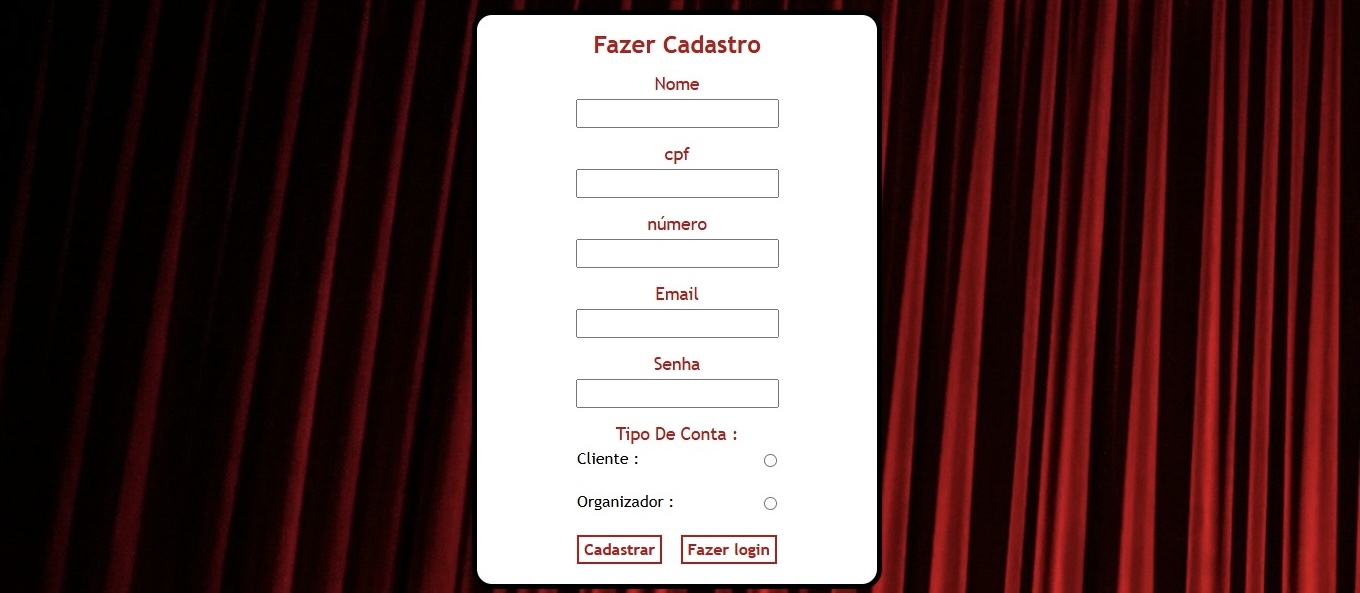 Fazer Cadastro
Nome
cpf
número
Email
Senha
Tipo De Conta :
Cliente :
Organizador :
Cadastrar Fazer login